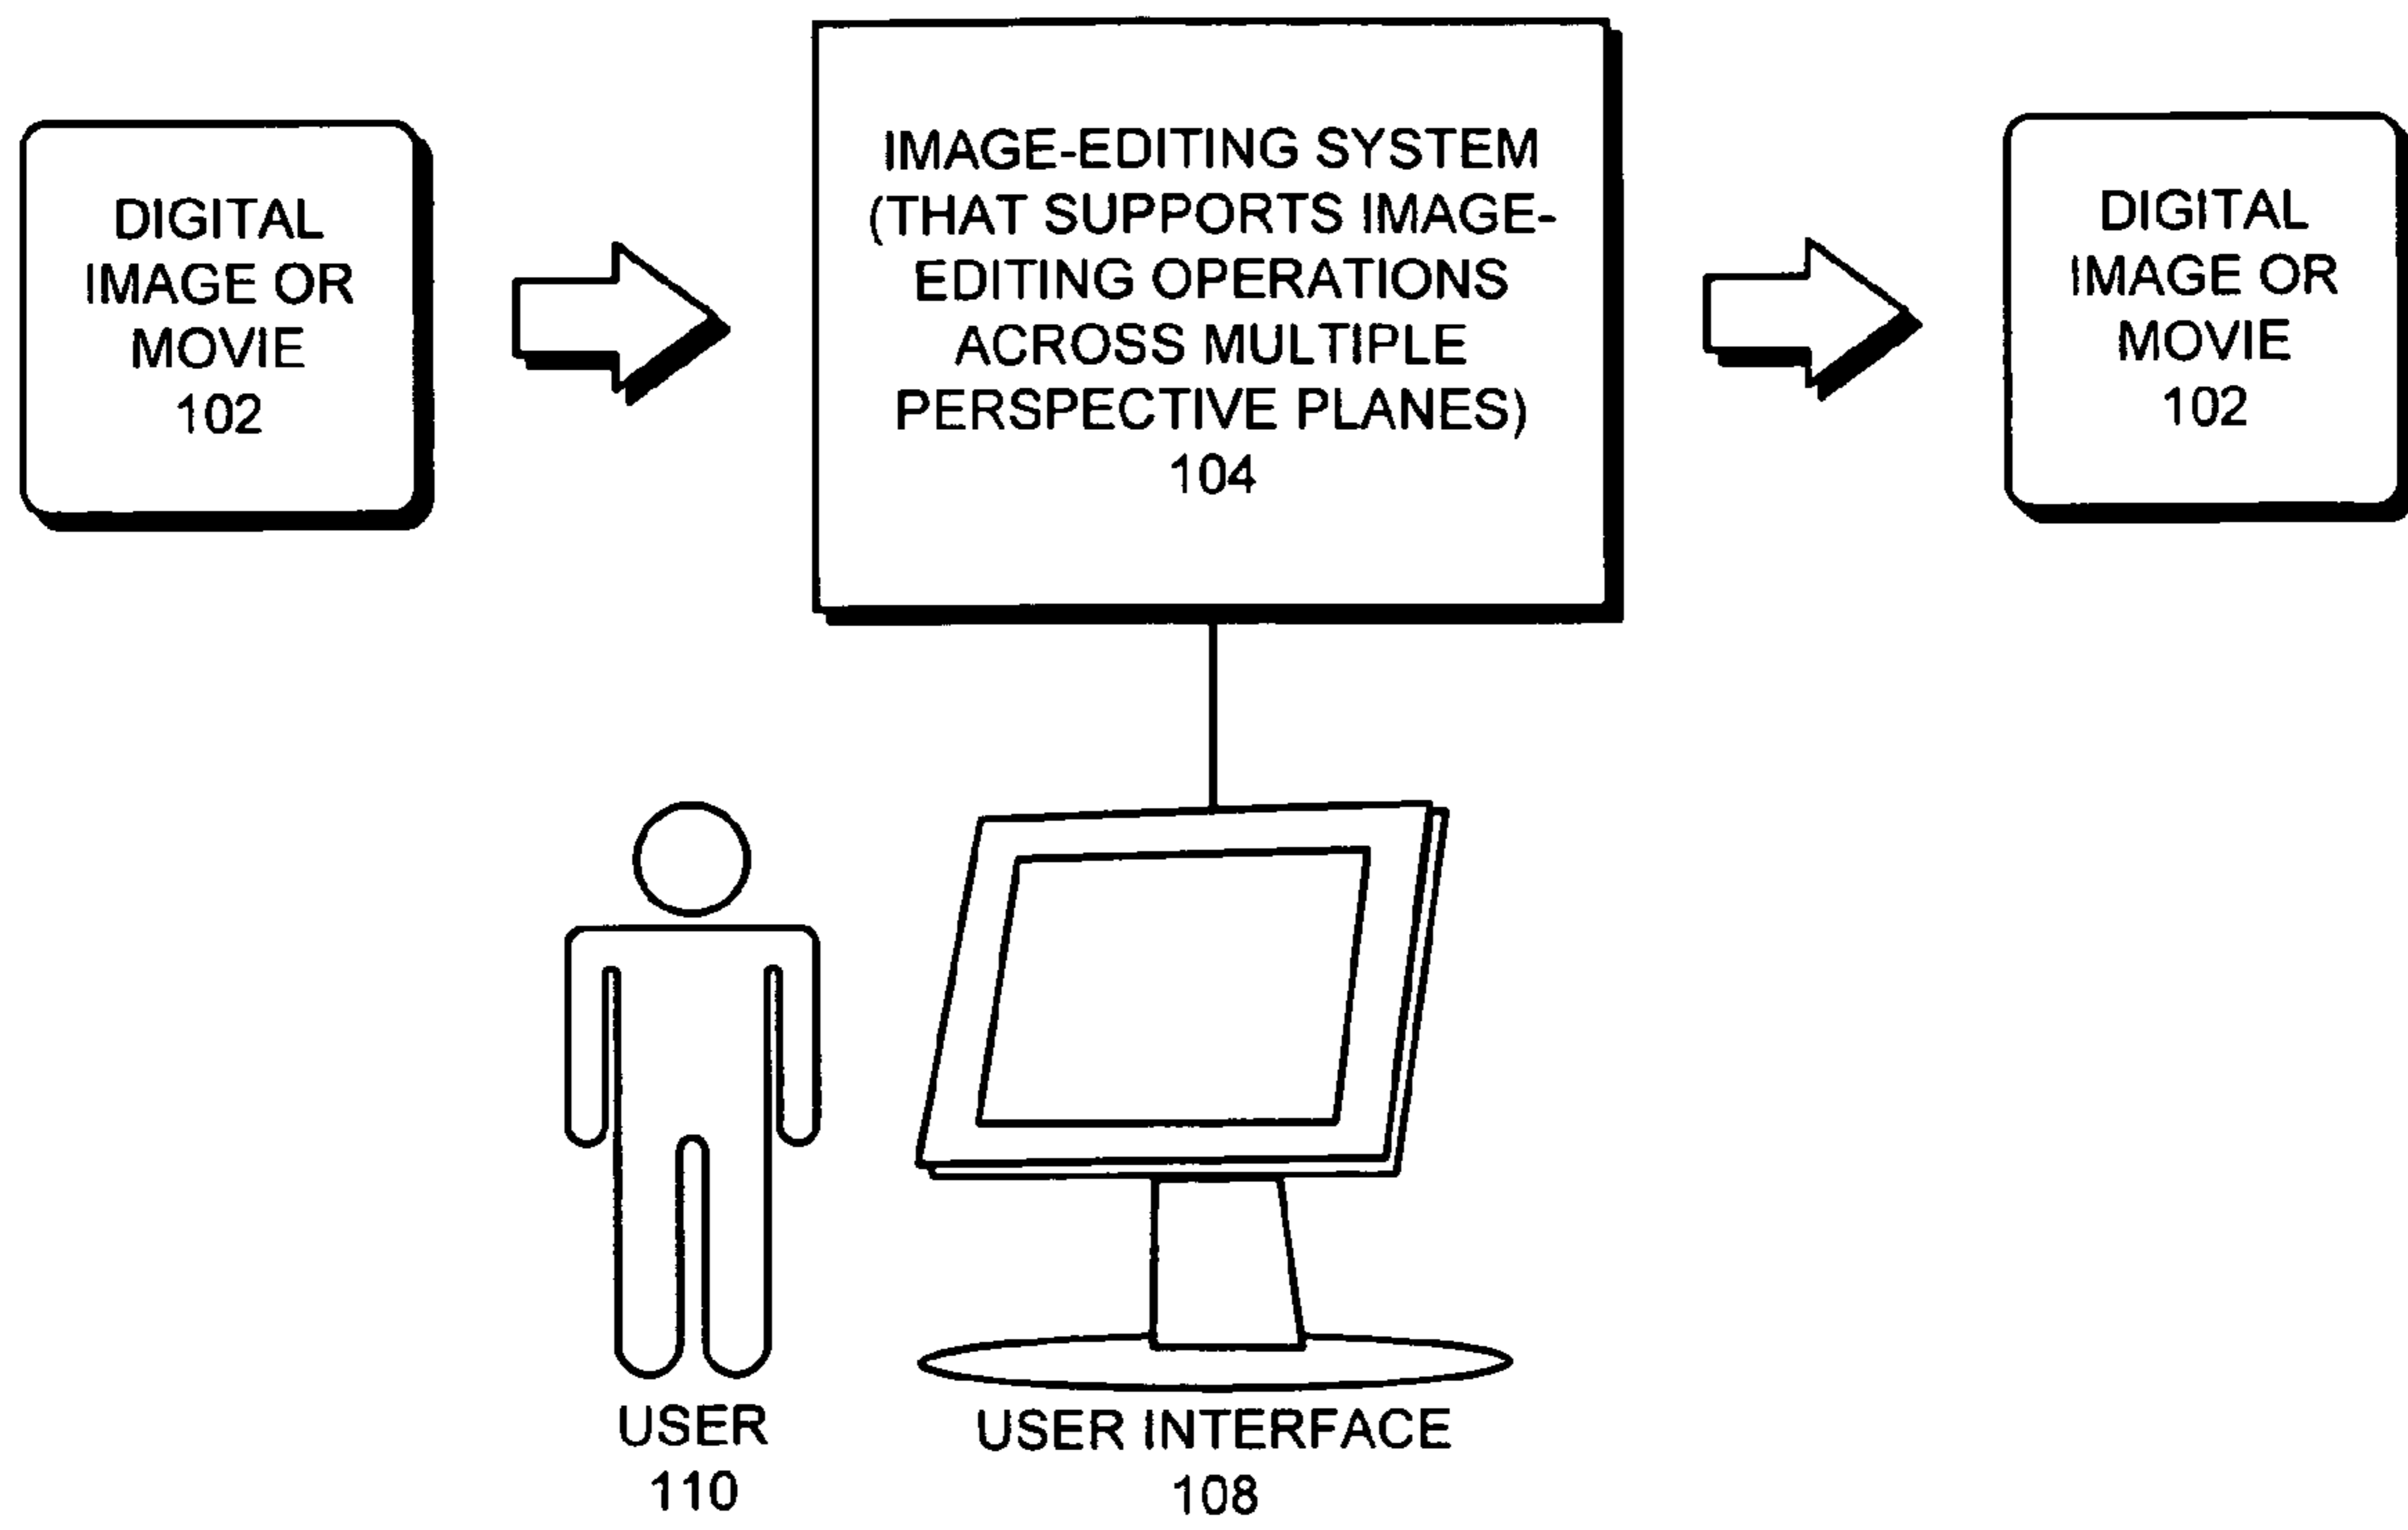 DIGITAL
IMAGE OR
MOVIE
102
IMAGE-EDITING SYSTEM
(THAT SUPPORTS IMAGE-
EDITING OPERATIONS
ACROSS MULTIPLE
PERSPECTIVE PLANES)
104
DIGITAL
IMAGE OR
MOVIE
102
USER
110
USER INTERFACE
108